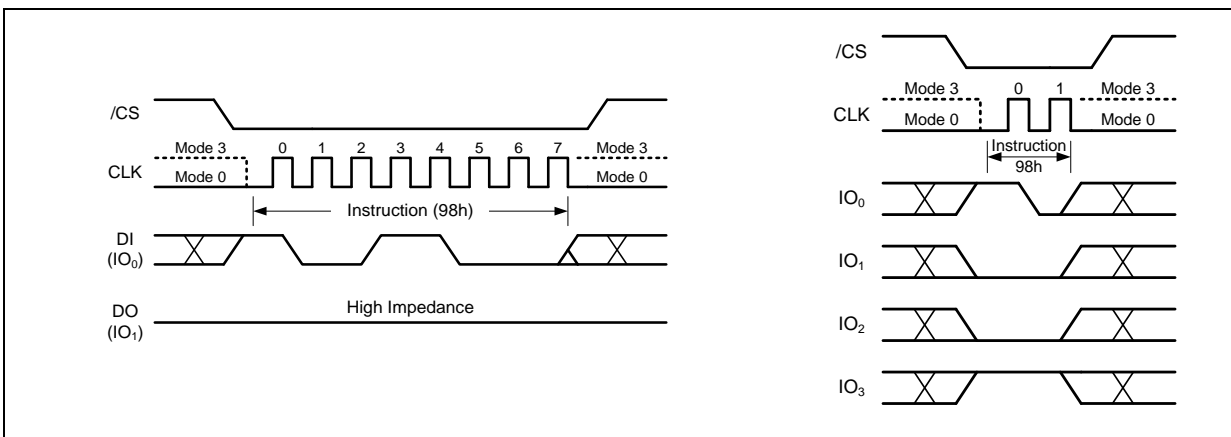 /CS
Mode 3 0 1 2 3 4 5 6 7 Mode 3
CLK
Mode 0 Mode 0
Instruction (98h)
DI
(IO0)
High Impedance
DO
(IO1)
/CS
Mode 3 0 1 Mode 3
CLK
Mode 0 Mode 0
Instruction
98h
IO0
IO1
IO2
IO3